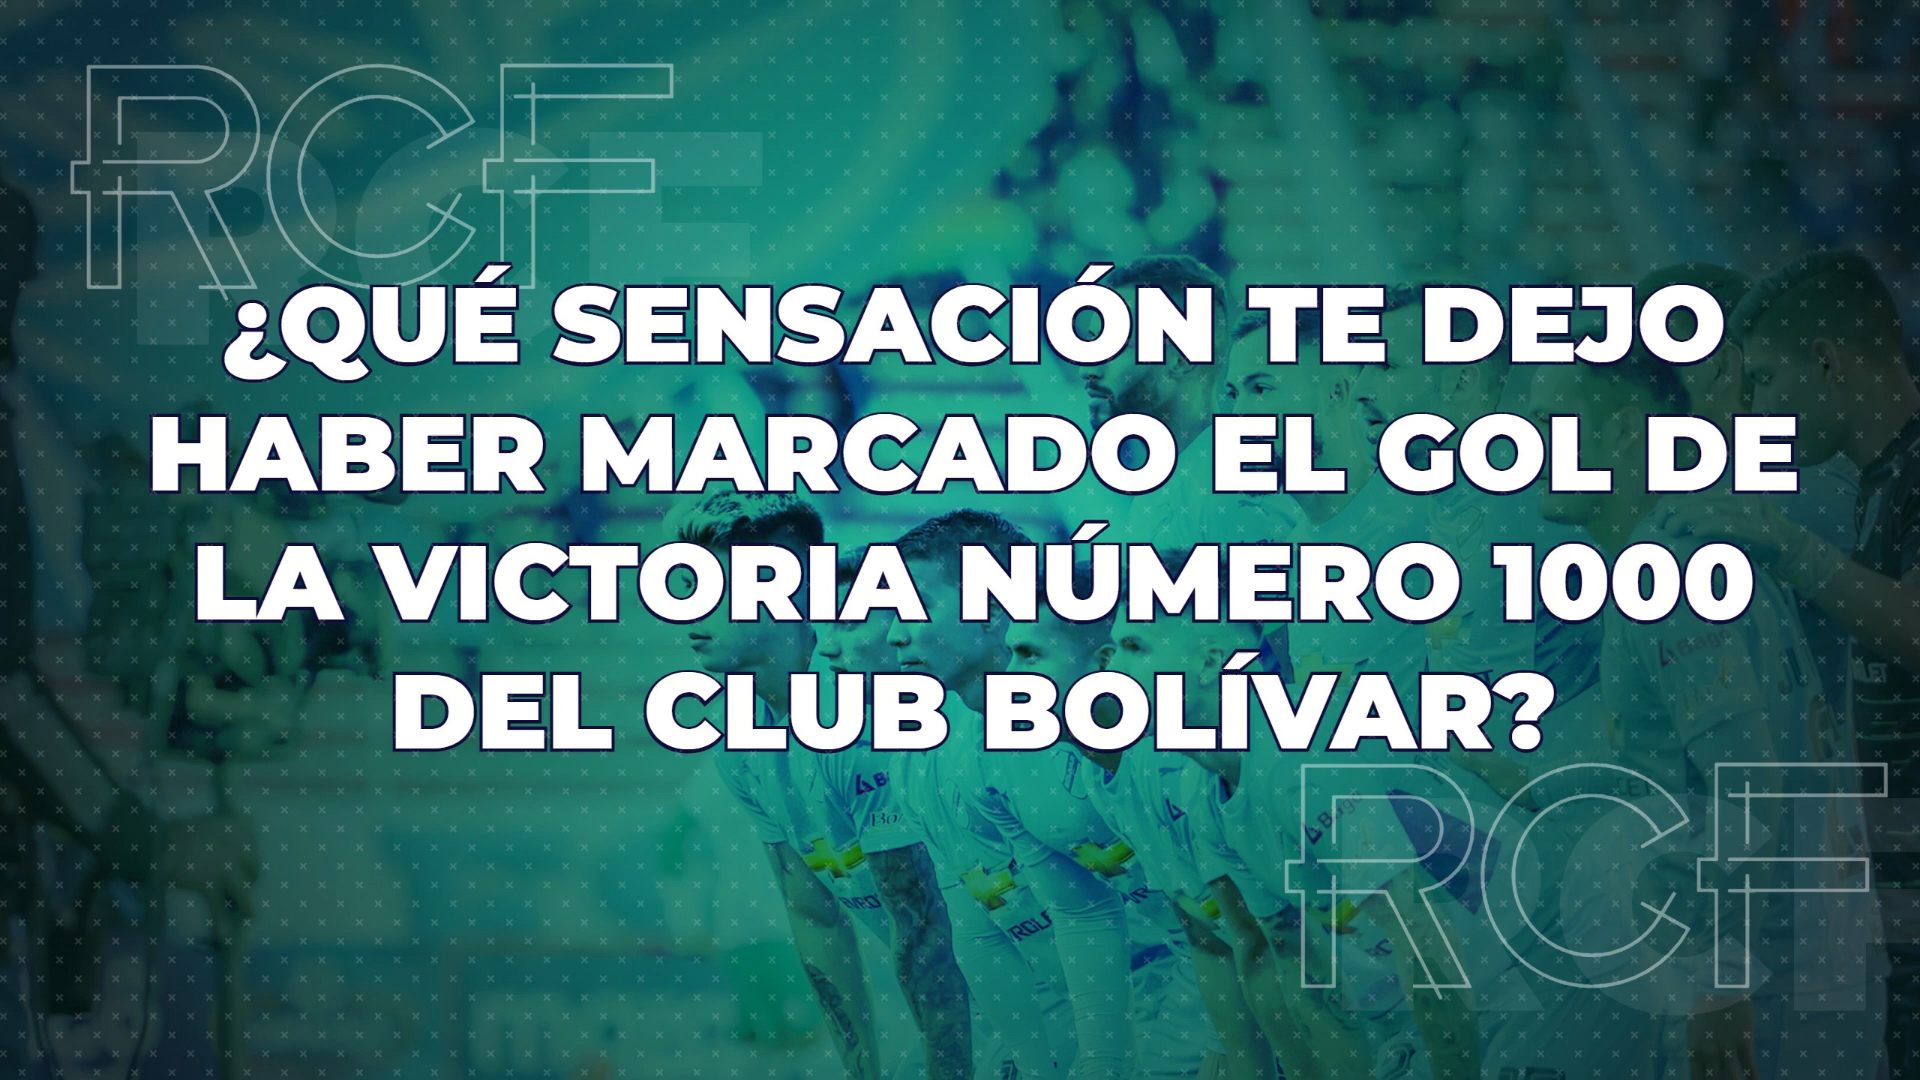 RCF
¿QUÉ SENSACIÓN TE DEJO
HABER MARCADO EL GOL DE
LA VICTORIA NÚMERO 1000
DEL CLUB BOLÍVAR?
RCF